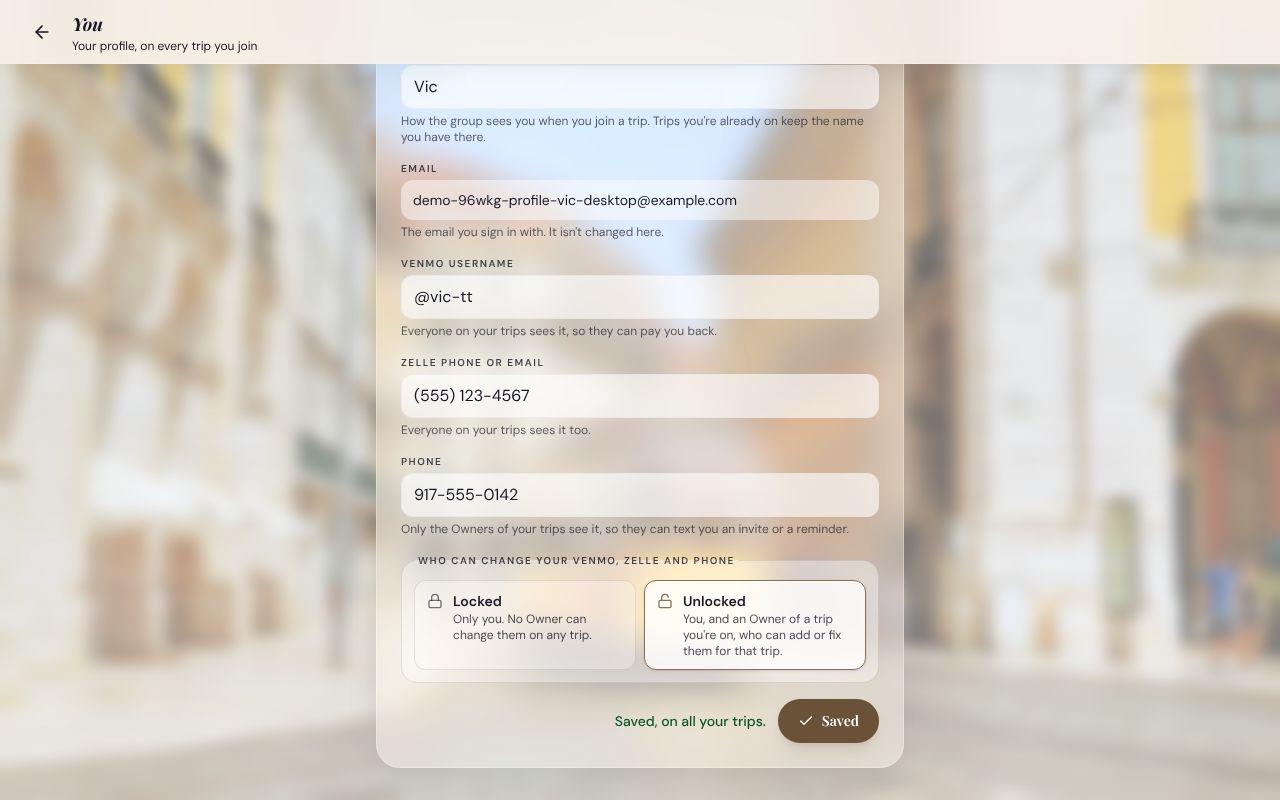 You
Your profile, on every trip you join
Vic
How the group sees you when you join a trip. Trips you're already on keep the name
you have there.
EMAIL
demo-96wkg-profile-vic-desktop@example.com
The email you sign in with. It isn't changed here.
VENMO USERNAME
@vic-tt
Everyone on your trips sees it, so they can pay you back.
ZELLE PHONE OR EMAIL
(555) 123-4567
Everyone on your trips sees it too.
PHONE
917-555-0142
Only the Owners of your trips see it, so they can text you an invite or a reminder.
WHO CAN CHANGE YOUR VENMO, ZELLE AND PHONE
Locked
Only you. No Owner can
change them on any trip.
Unlocked
You, and an Owner of a trip
you're on, who can add or fix
them for that trip.
Saved, on all your trips.
Saved